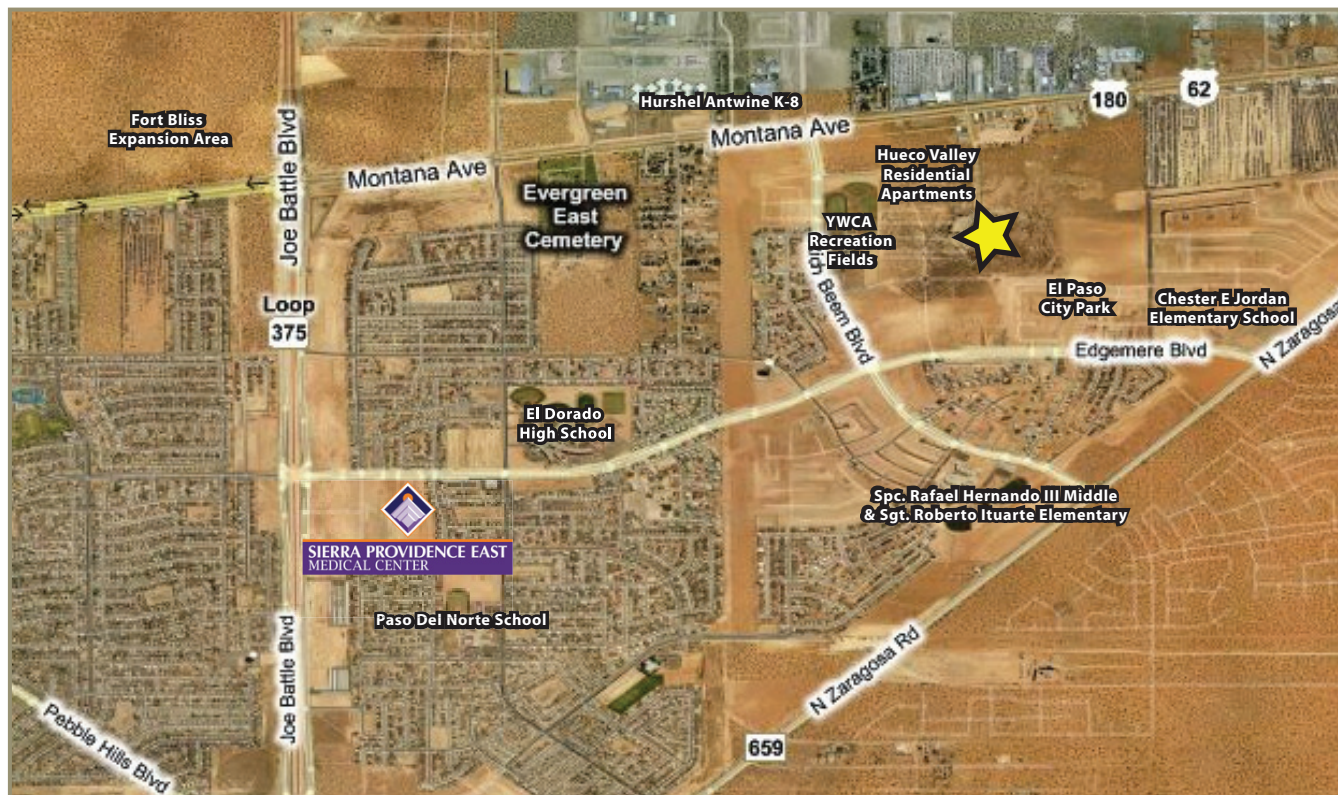 62
180
Hurshel Antwine K-8
Fort Bliss
Expansion Area
Montana Ave
Joe Battle Blvd
Montana Ave
Hueco Valley
Residential
Apartments
Evergreen
East
Cemetery
YWCA
Recreation
Fields
ich Beem Blvd
El Paso
City Park
Chester E Jordan
Elementary School
Loop
375
N Zaragosa
Edgemere Blvd
El Dorado
High School
Spc. Rafael Hernando III Middle
& Sgt. Roberto Ituarte Elementary
SIERRA PROVIDENCE EAST
MEDICAL CENTER
Paso Del Norte School
Joe Battle Blvd
N Zaragosa Rd
Pebble Hills Blvd
659